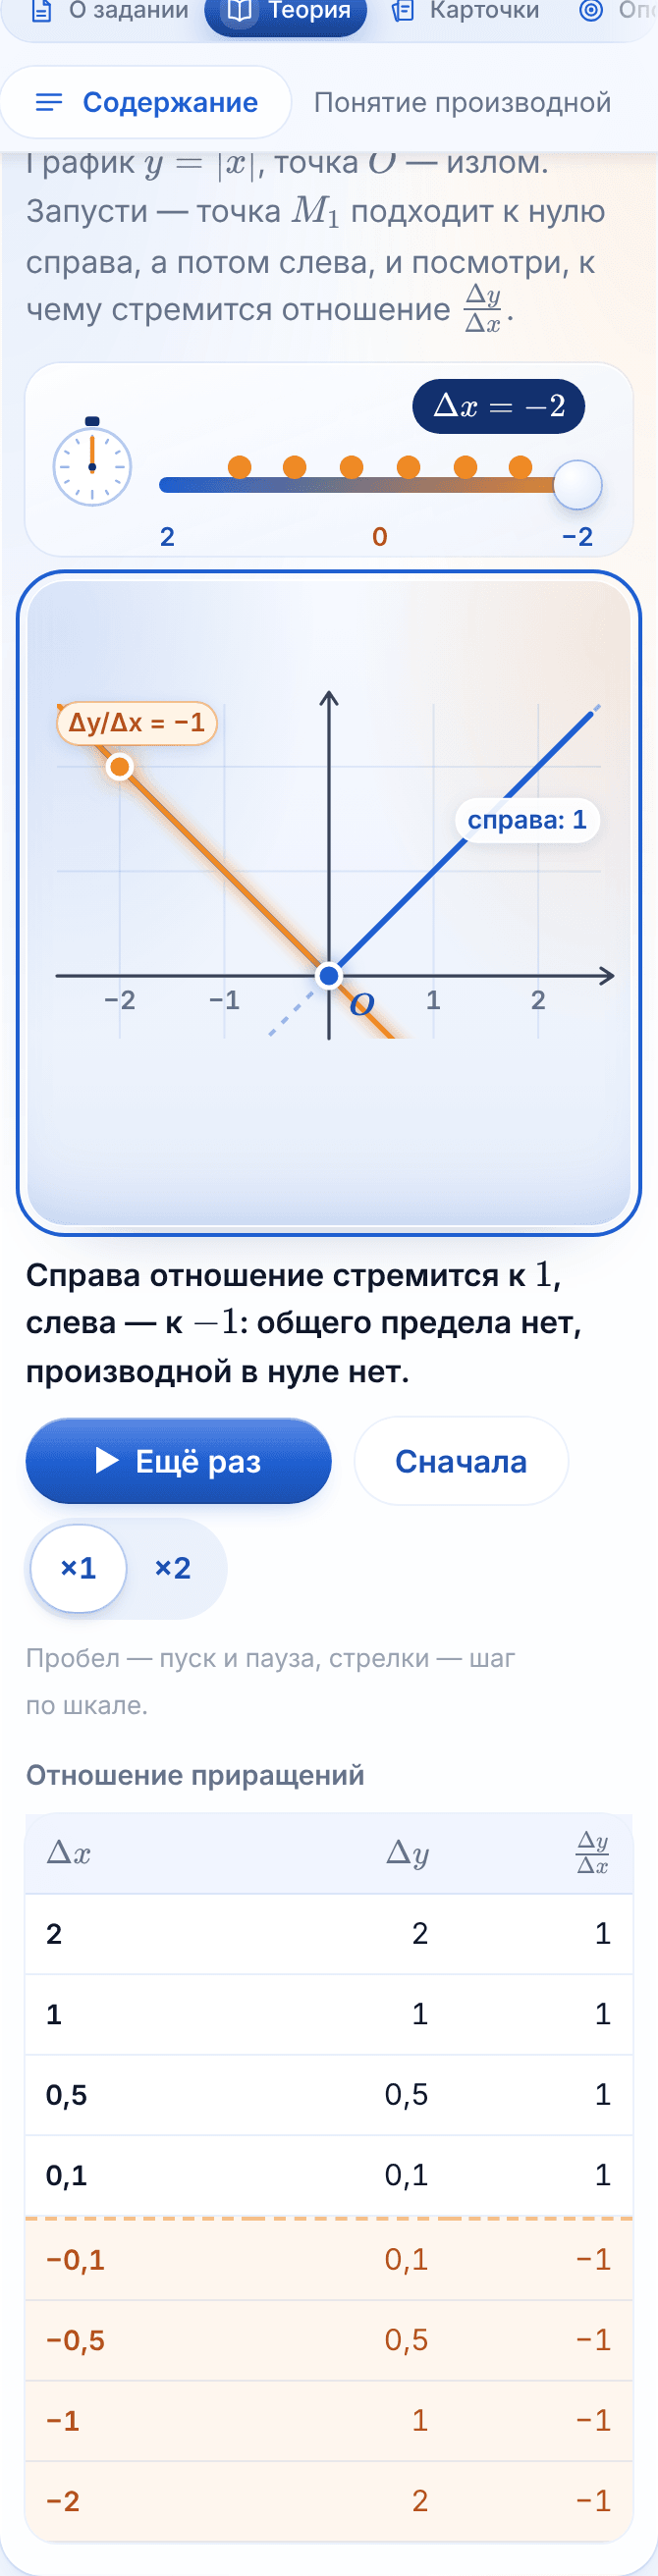 О задании Теория Карточки Опо
Содержание Понятие производной
График y = |x|, точка O — излом.
Запусти — точка M₁ подходит к нулю
справа, а потом слева, и посмотри, к
чему стремится отношение Δy/Δx.
Δx = −2
2 0 −2
Δy/Δx = −1
справа: 1
−2 −1 O 1 2
Справа отношение стремится к 1,
слева — к −1: общего предела нет,
производной в нуле нет.
Ещё раз Сначала
×1 ×2
Пробел — пуск и пауза, стрелки — шаг
по шкале.
Отношение приращений
Δx Δy Δy/Δx
2 2 1
1 1 1
0,5 0,5 1
0,1 0,1 1
−0,1 0,1 −1
−0,5 0,5 −1
−1 1 −1
−2 2 −1